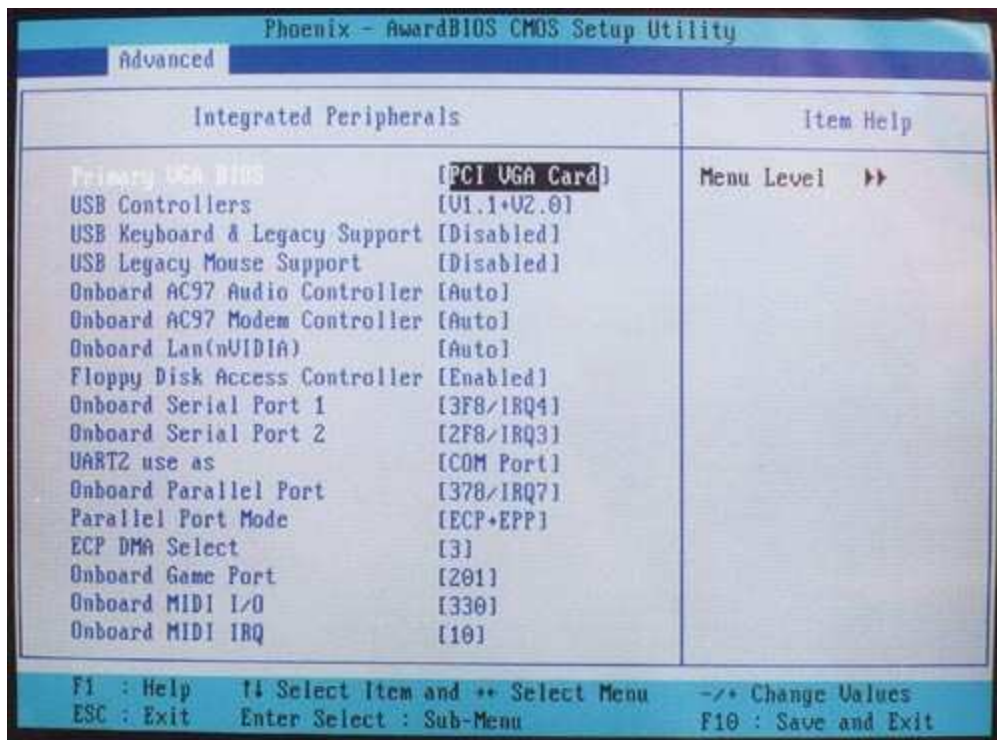 Phoenix - AwardBIOS CMOS Setup Utility
Advanced
Integrated Peripherals
Item Help
Primary VGA BIOS [PCI VGA Card]
Menu Level ▸▸
USB Controllers [V1.1+V2.0]
USB Keyboard & Legacy Support [Disabled]
USB Legacy Mouse Support [Disabled]
Onboard AC97 Audio Controller [Auto]
Onboard AC97 Modem Controller [Auto]
Onboard Lan(nVIDIA) [Auto]
Floppy Disk Access Controller [Enabled]
Onboard Serial Port 1 [3F8/IRQ4]
Onboard Serial Port 2 [2F8/IRQ3]
UART2 use as [COM Port]
Onboard Parallel Port [378/IRQ7]
Parallel Port Mode [ECP+EPP]
ECP DMA Select [3]
Onboard Game Port [201]
Onboard MIDI I/O [330]
Onboard MIDI IRQ [10]
F1 : Help ↑↓ Select Item and ←→ Select Menu -/+ Change Values
ESC : Exit Enter Select : Sub-Menu F10 : Save and Exit